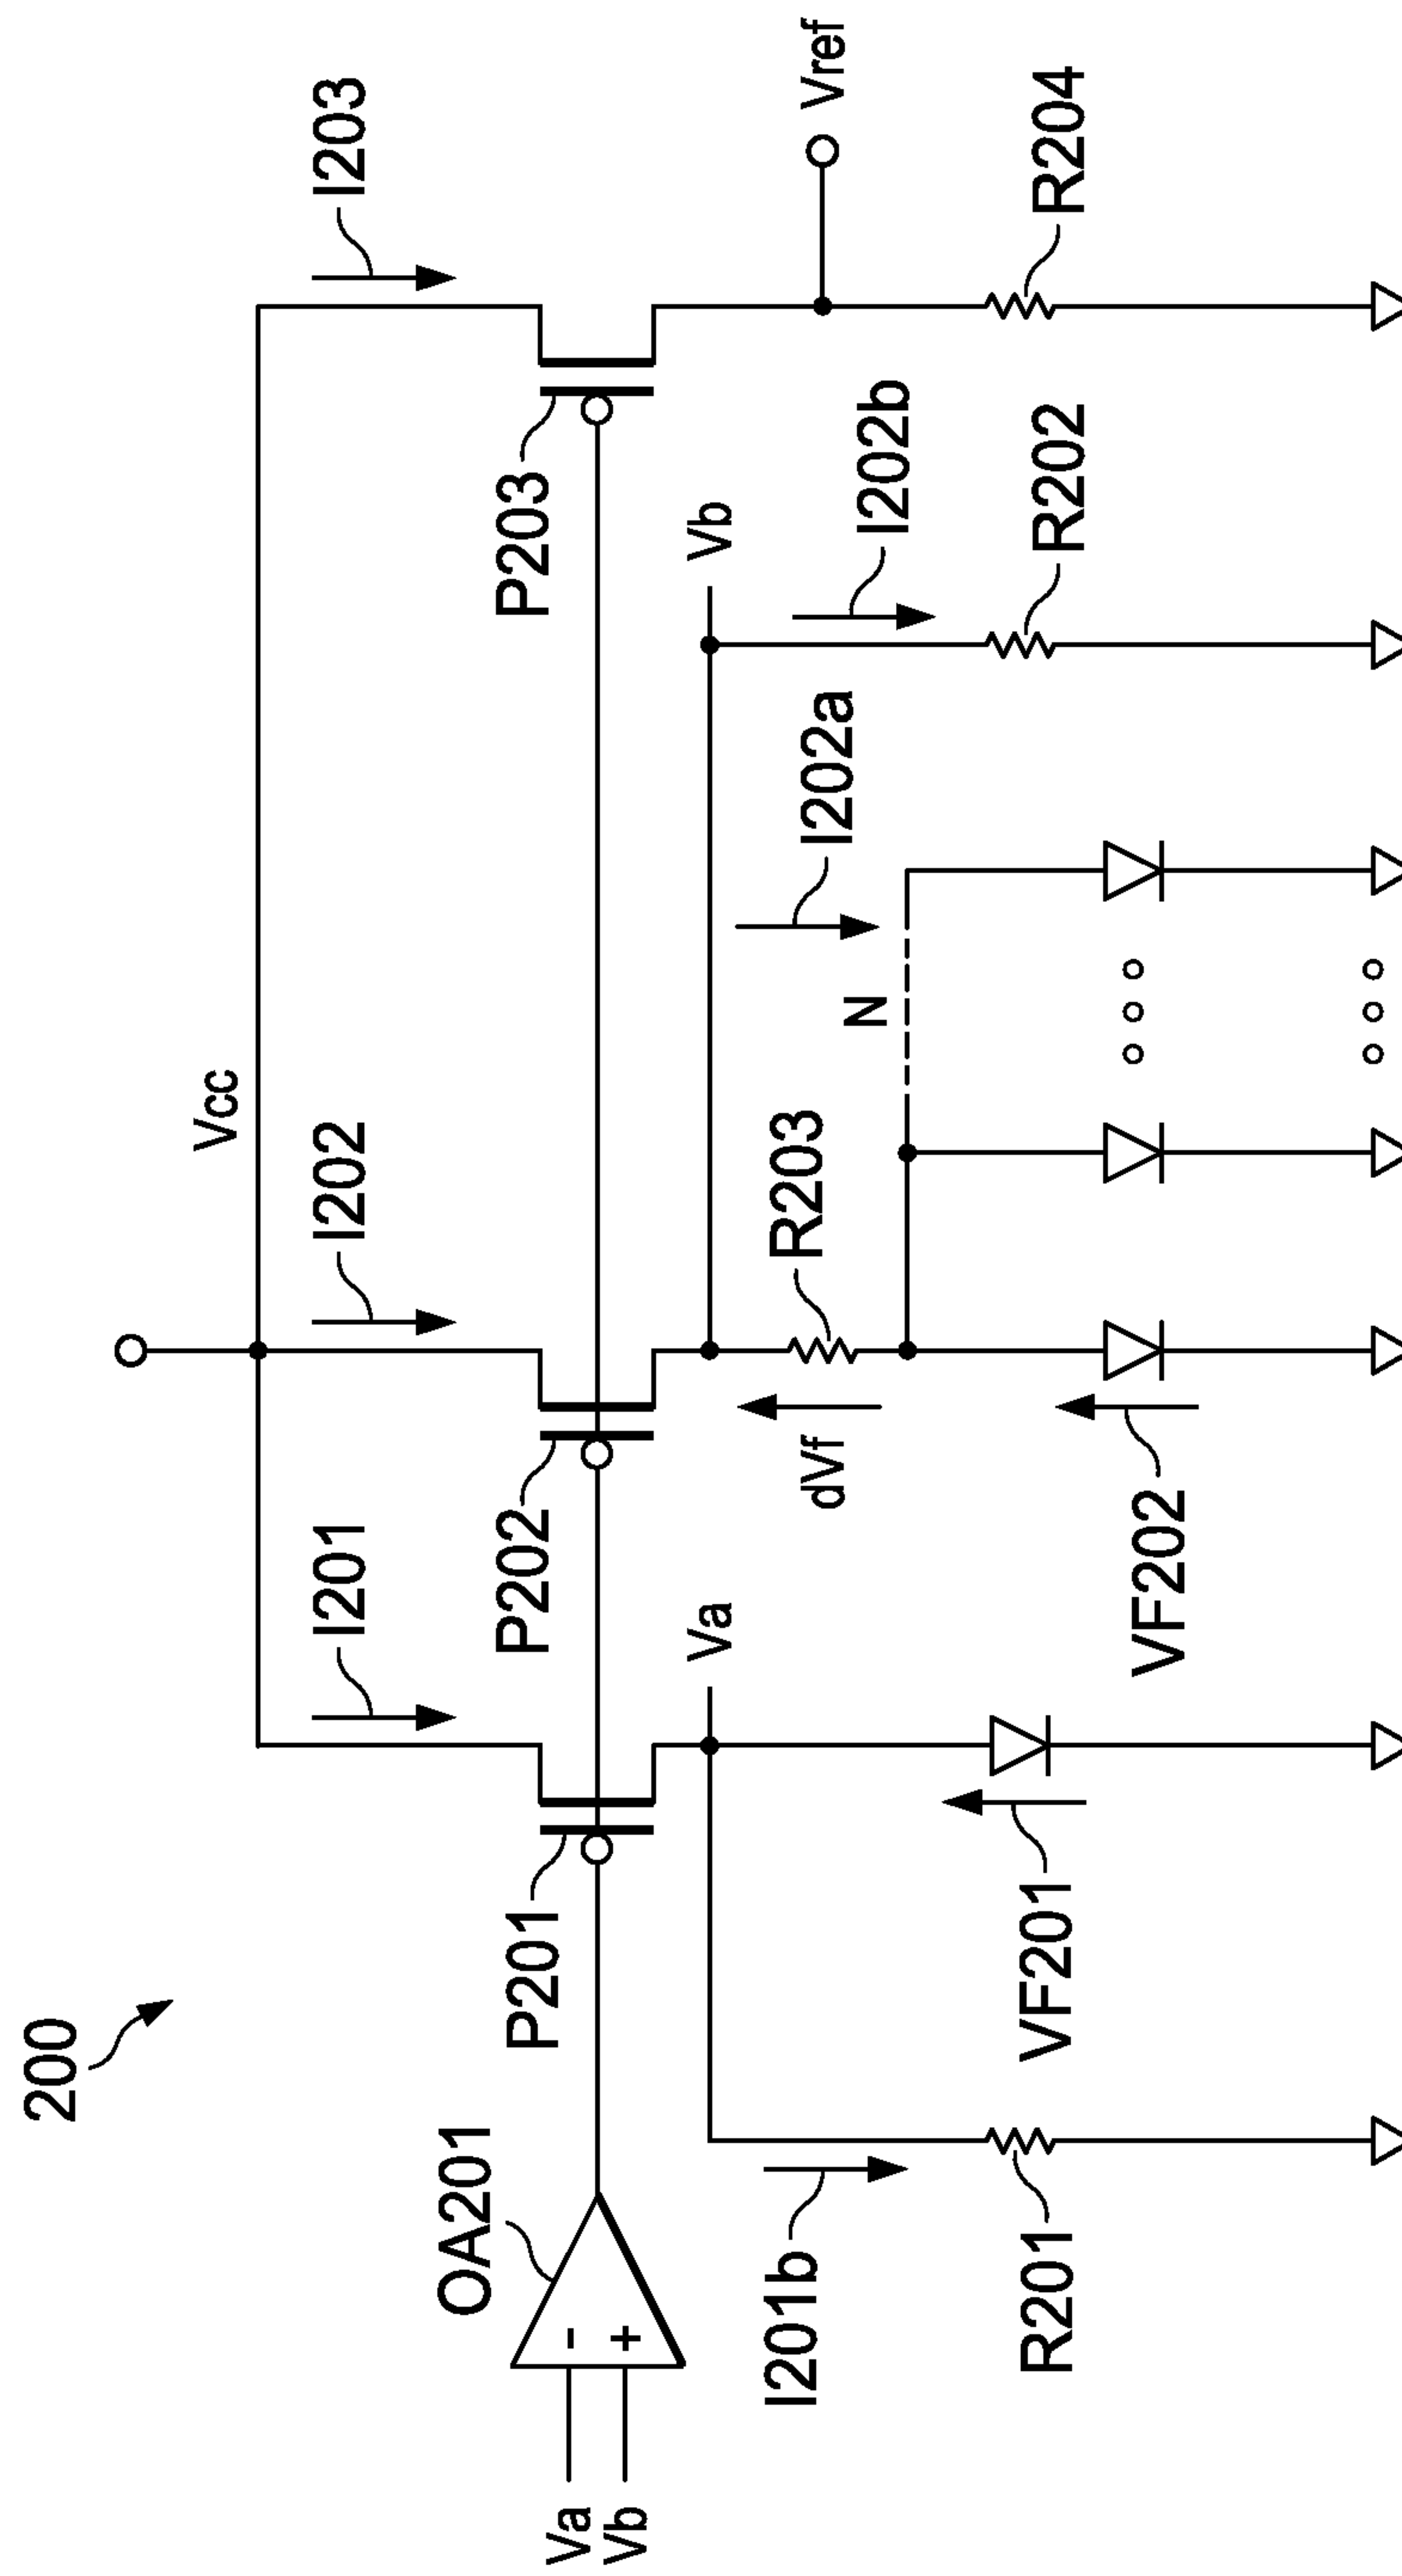 200
Vcc
I201
I202
I203
OA201
P201
P202
P203
Va
Vb
-
+
Va
Vb
Vref
I201b
dVf
R203
I202a
I202b
N
R201
VF201
VF202
R202
R204